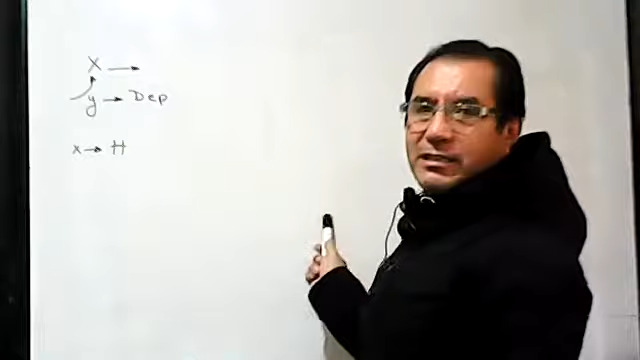 X →
y → Dep
x → H